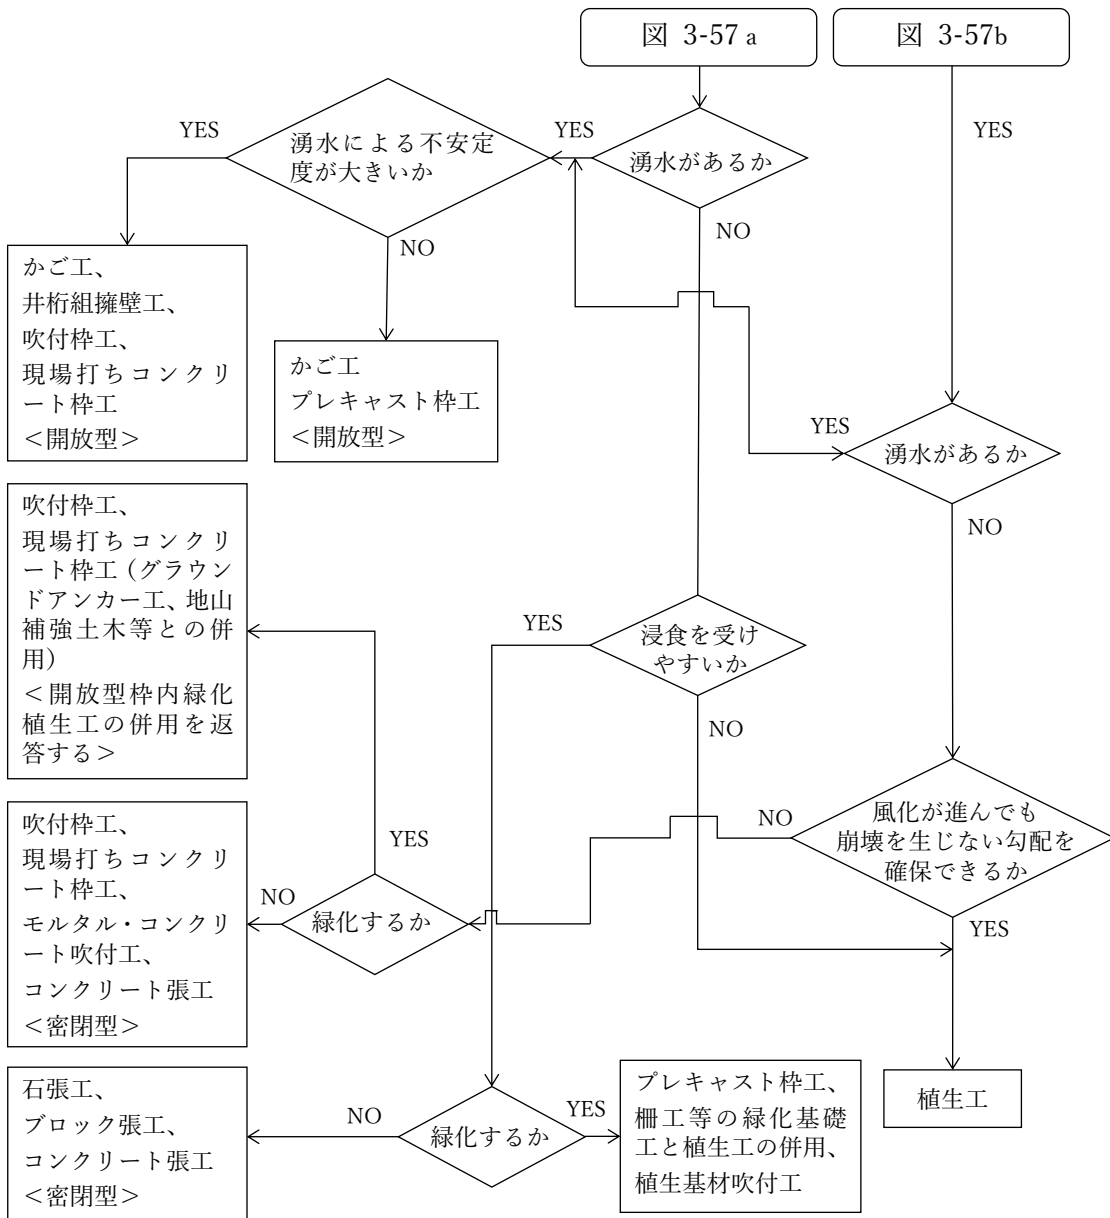 図 3-57 a
図 3-57b
YES
湧水による不安定
度が大きいか
YES
湧水があるか
YES
NO
NO
かご工、
井桁組擁壁工、
吹付枠工、
現場打ちコンクリ
ート枠工
＜開放型＞
かご工
プレキャスト枠工
＜開放型＞
YES
湧水があるか
NO
吹付枠工、
現場打ちコンクリ
ート枠工（グラウン
ドアンカー工、地山
補強土木等との併
用）
＜開放型枠内緑化
植生工の併用を返
答する＞
YES
浸食を受け
やすいか
NO
風化が進んでも
崩壊を生じない勾配を
確保できるか
NO
YES
吹付枠工、
現場打ちコンクリ
ート枠工、
モルタル・コンクリ
ート吹付工、
コンクリート張工
＜密閉型＞
YES
NO
緑化するか
石張工、
ブロック張工、
コンクリート張工
＜密閉型＞
NO
緑化するか
YES
プレキャスト枠工、
柵工等の緑化基礎
工と植生工の併用、
植生基材吹付工
植生工